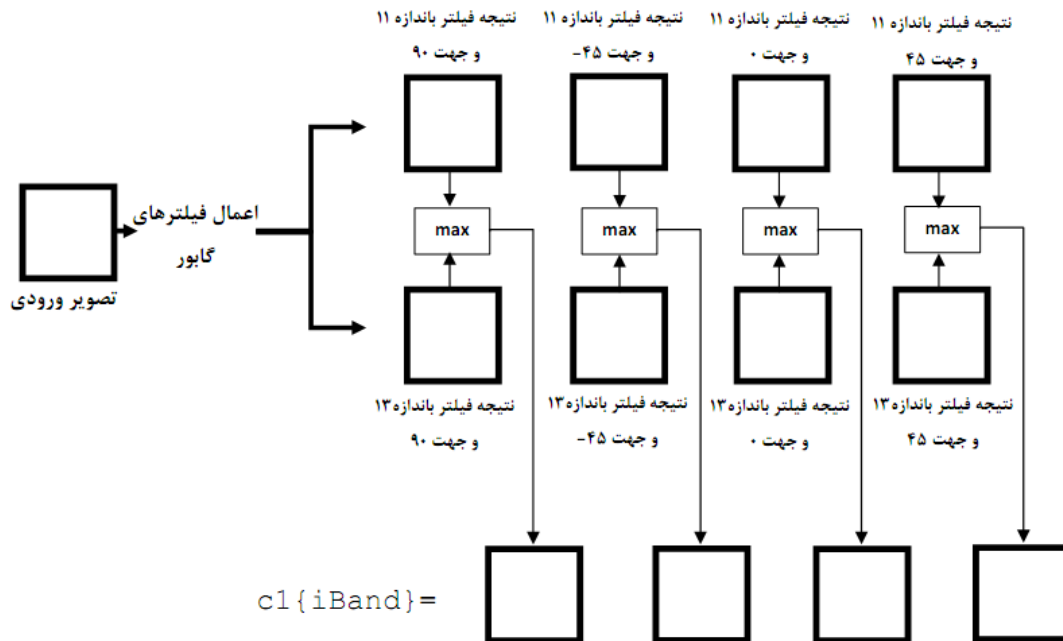 نتیجه فیلتر باندازه ۱۱
و جهت ۹۰
نتیجه فیلتر باندازه ۱۱
و جهت ۴۵-
نتیجه فیلتر باندازه ۱۱
و جهت ۰
نتیجه فیلتر باندازه ۱۱
و جهت ۴۵
اعمال فیلترهای
گابور
تصویر ورودی
max
max
max
max
نتیجه فیلتر باندازه۱۳
و جهت ۹۰
نتیجه فیلتر باندازه۱۳
و جهت ۴۵-
نتیجه فیلتر باندازه۱۳
و جهت ۰
نتیجه فیلتر باندازه۱۳
و جهت ۴۵
c1{iBand}=